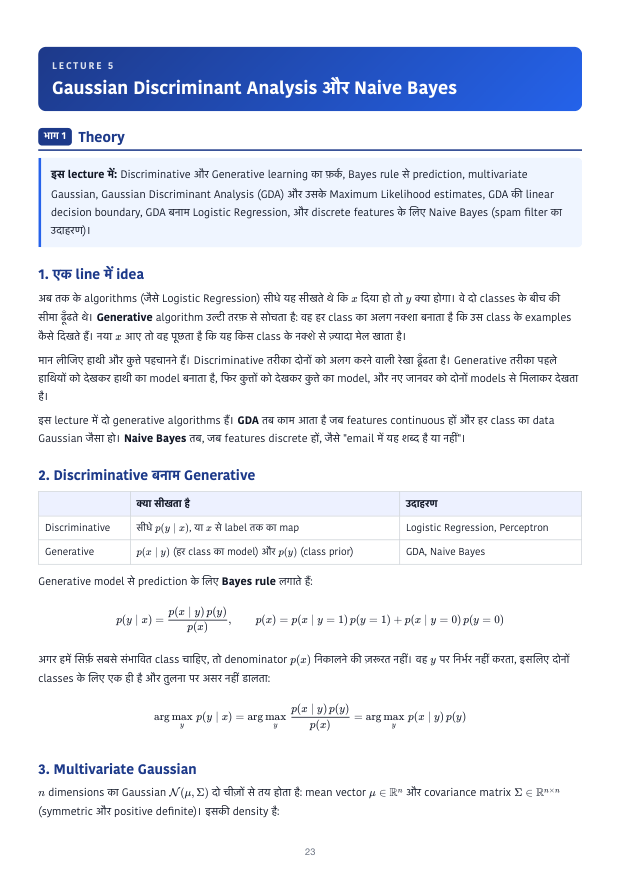 LECTURE 5
Gaussian Discriminant Analysis और Naive Bayes
भाग 1 Theory
इस lecture में: Discriminative और Generative learning का फ़र्क, Bayes rule से prediction, multivariate
Gaussian, Gaussian Discriminant Analysis (GDA) और उसके Maximum Likelihood estimates, GDA की linear
decision boundary, GDA बनाम Logistic Regression, और discrete features के लिए Naive Bayes (spam filter का
उदाहरण)।
1. एक line में idea
अब तक के algorithms (जैसे Logistic Regression) सीधे यह सीखते थे कि x दिया हो तो y क्या होगा। वे दो classes के बीच की
सीमा ढूँढते थे। Generative algorithm उल्टी तरफ़ से सोचता है: वह हर class का अलग नक्शा बनाता है कि उस class के examples
कैसे दिखते हैं। नया x आए तो वह पूछता है कि यह किस class के नक्शे से ज़्यादा मेल खाता है।
मान लीजिए हाथी और कुत्ते पहचानने हैं। Discriminative तरीका दोनों को अलग करने वाली रेखा ढूँढता है। Generative तरीका पहले
हाथियों को देखकर हाथी का model बनाता है, फिर कुत्तों को देखकर कुत्ते का model, और नए जानवर को दोनों models से मिलाकर देखता
है।
इस lecture में दो generative algorithms हैं। GDA तब काम आता है जब features continuous हों और हर class का data
Gaussian जैसा हो। Naive Bayes तब, जब features discrete हों, जैसे "email में यह शब्द है या नहीं"।
2. Discriminative बनाम Generative
क्या सीखता है उदाहरण
Discriminative सीधे p(y | x), या x से label तक का map Logistic Regression, Perceptron
Generative p(x | y) (हर class का model) और p(y) (class prior) GDA, Naive Bayes
Generative model से prediction के लिए Bayes rule लगाते हैं:
p(y | x) = p(x | y) p(y) / p(x), p(x) = p(x | y = 1) p(y = 1) + p(x | y = 0) p(y = 0)
अगर हमें सिर्फ़ सबसे संभावित class चाहिए, तो denominator p(x) निकालने की ज़रूरत नहीं। वह y पर निर्भर नहीं करता, इसलिए दोनों
classes के लिए एक ही है और तुलना पर असर नहीं डालता:
arg max_y p(y | x) = arg max_y p(x | y) p(y) / p(x) = arg max_y p(x | y) p(y)
3. Multivariate Gaussian
n dimensions का Gaussian 𝒩(μ, Σ) दो चीज़ों से तय होता है: mean vector μ ∈ ℝⁿ और covariance matrix Σ ∈ ℝⁿˣⁿ
(symmetric और positive definite)। इसकी density है:
23